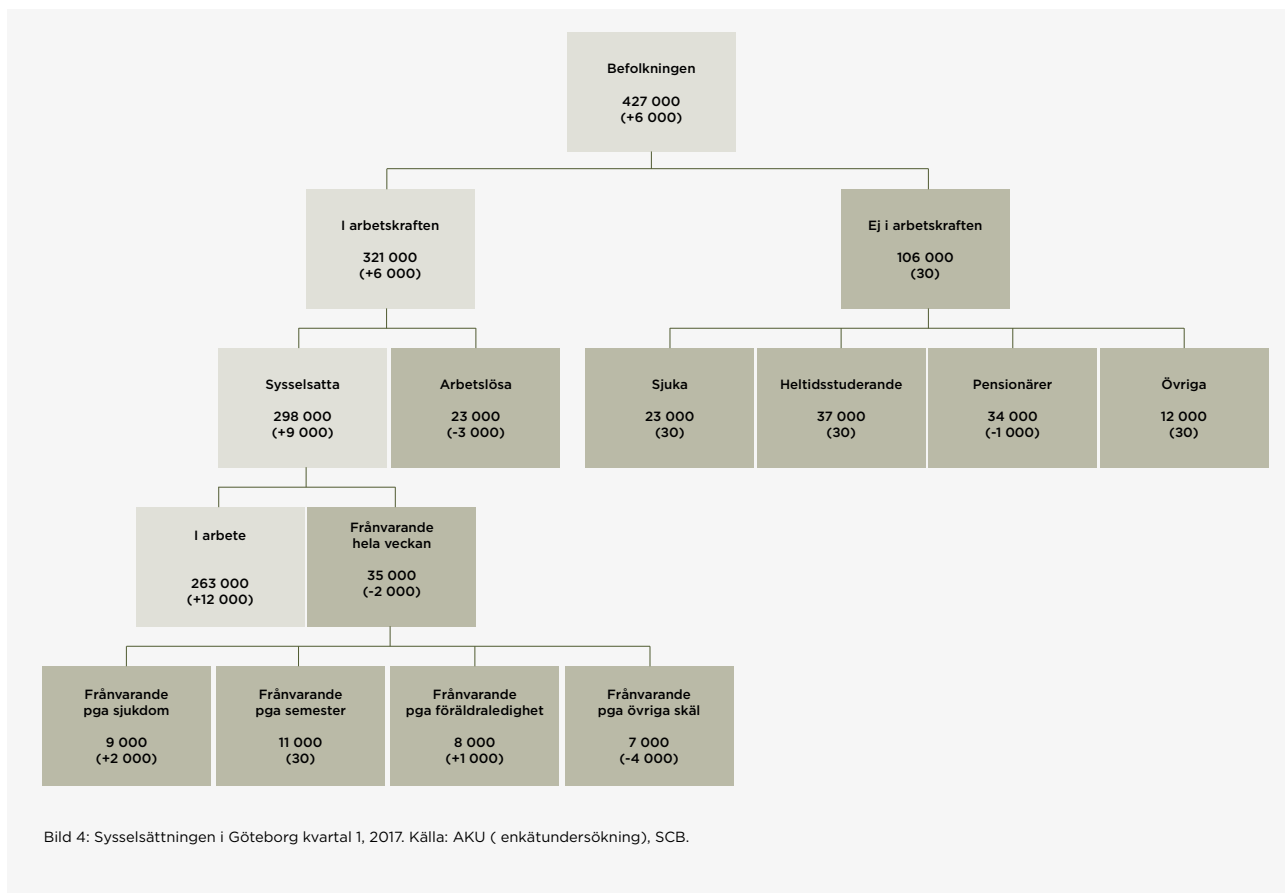 Befolkningen
427 000
(+6 000)
I arbetskraften
321 000
(+6 000)
Ej i arbetskraften
106 000
(30)
Sysselsatta
298 000
(+9 000)
Arbetslösa
23 000
(-3 000)
Sjuka
23 000
(30)
Heltidsstuderande
37 000
(30)
Pensionärer
34 000
(-1 000)
Övriga
12 000
(30)
I arbete
263 000
(+12 000)
Frånvarande
hela veckan
35 000
(-2 000)
Frånvarande
pga sjukdom
9 000
(+2 000)
Frånvarande
pga semester
11 000
(30)
Frånvarande
pga föräldraledighet
8 000
(+1 000)
Frånvarande
pga övriga skäl
7 000
(-4 000)
Bild 4: Sysselsättningen i Göteborg kvartal 1, 2017. Källa: AKU ( enkätundersökning), SCB.